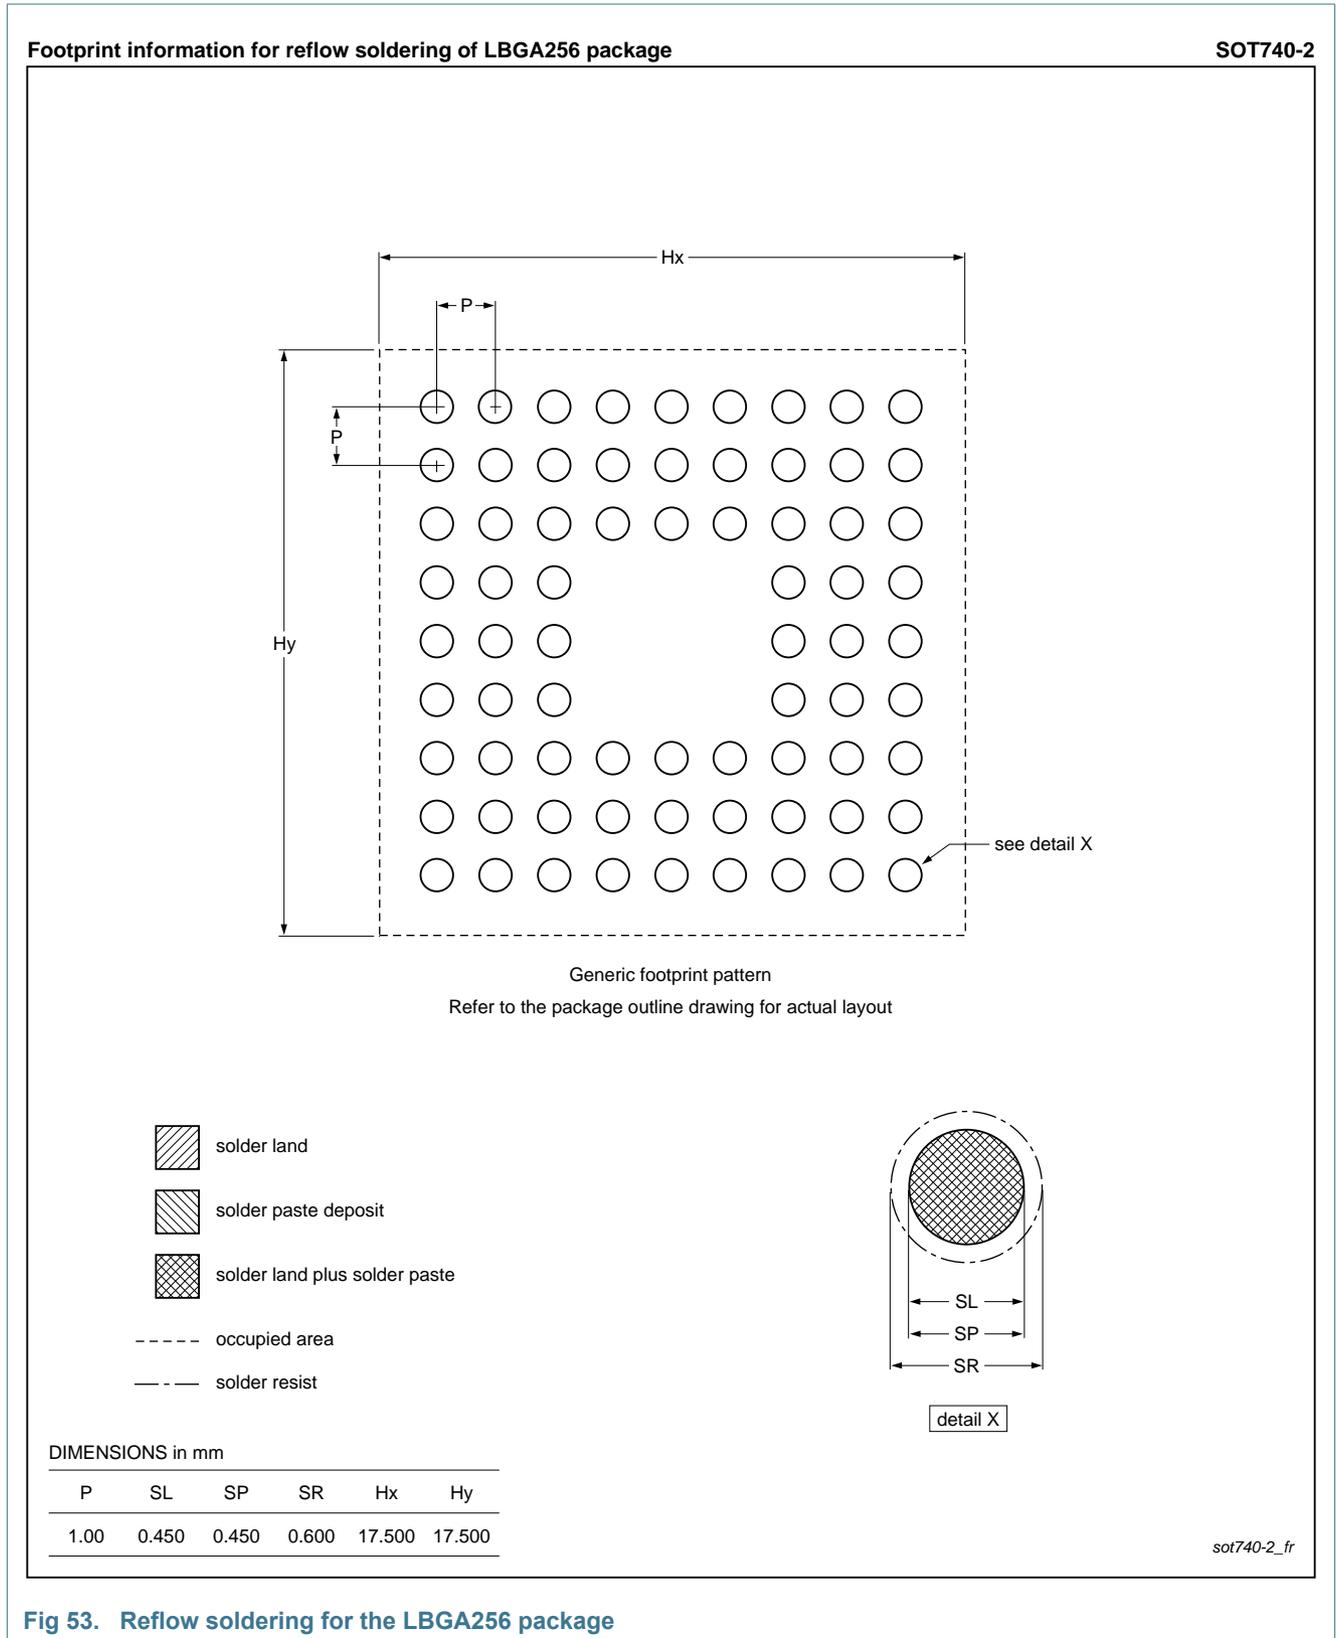 Footprint information for reflow soldering of LBGA256 package SOT740-2
Hx
P
P
Hy
see detail X
Generic footprint pattern
Refer to the package outline drawing for actual layout
solder land
solder paste deposit
solder land plus solder paste
occupied area
solder resist
SL
SP
SR
detail X
DIMENSIONS in mm
P SL SP SR Hx Hy
1.00 0.450 0.450 0.600 17.500 17.500
sot740-2_fr
Fig 53. Reflow soldering for the LBGA256 package